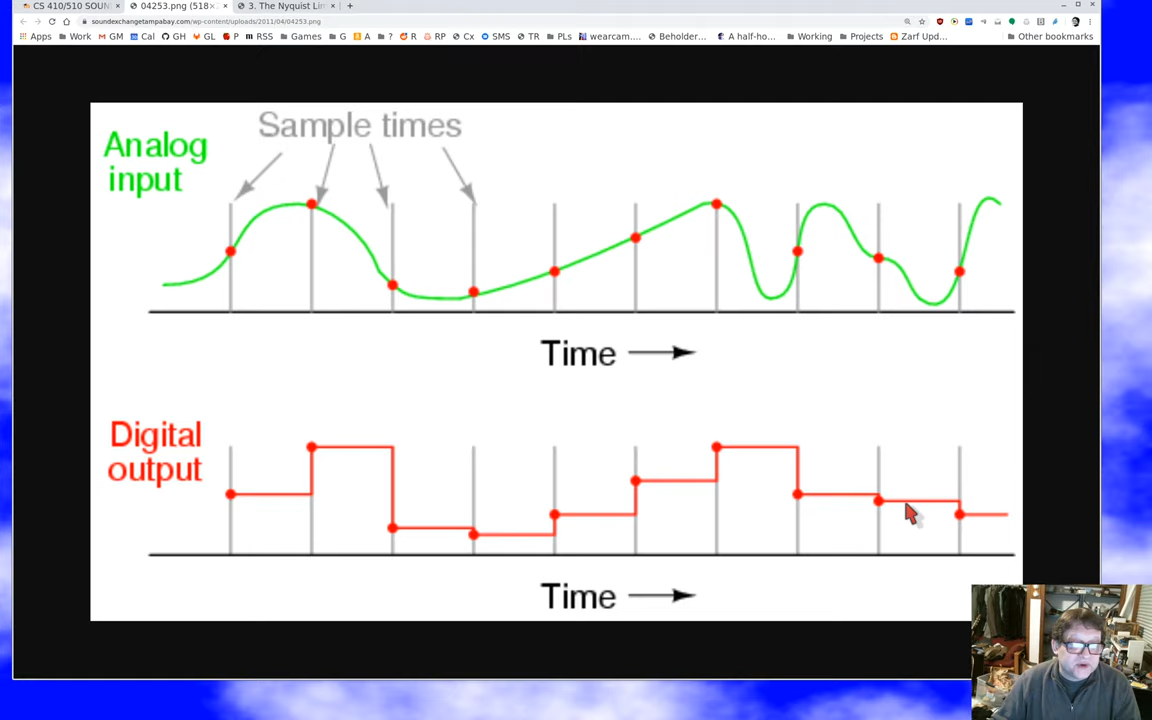 CS 410/510 SOUN
04253.png (518×
3. The Nyquist Lim
soundexchangetampabay.com/wp-content/uploads/2011/04/04253.png
Apps Work GM Cal GH GL P RSS Games G A ? R RP Cx SMS TR PLs wearcam.... Beholder... A half-ho... Working Projects Zarf Upd... Other bookmarks
Sample times
Analog
input
Time
Digital
output
Time